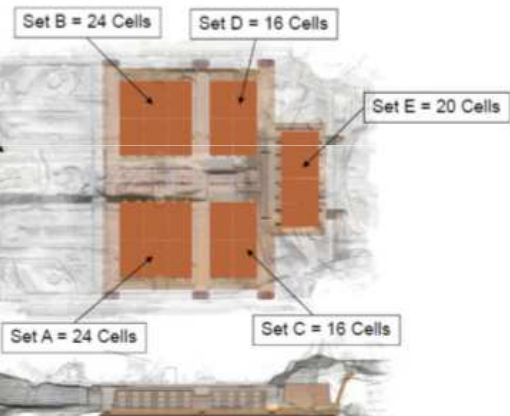 Set B = 24 Cells
Set D = 16 Cells
Set E = 20 Cells
Set A = 24 Cells
Set C = 16 Cells